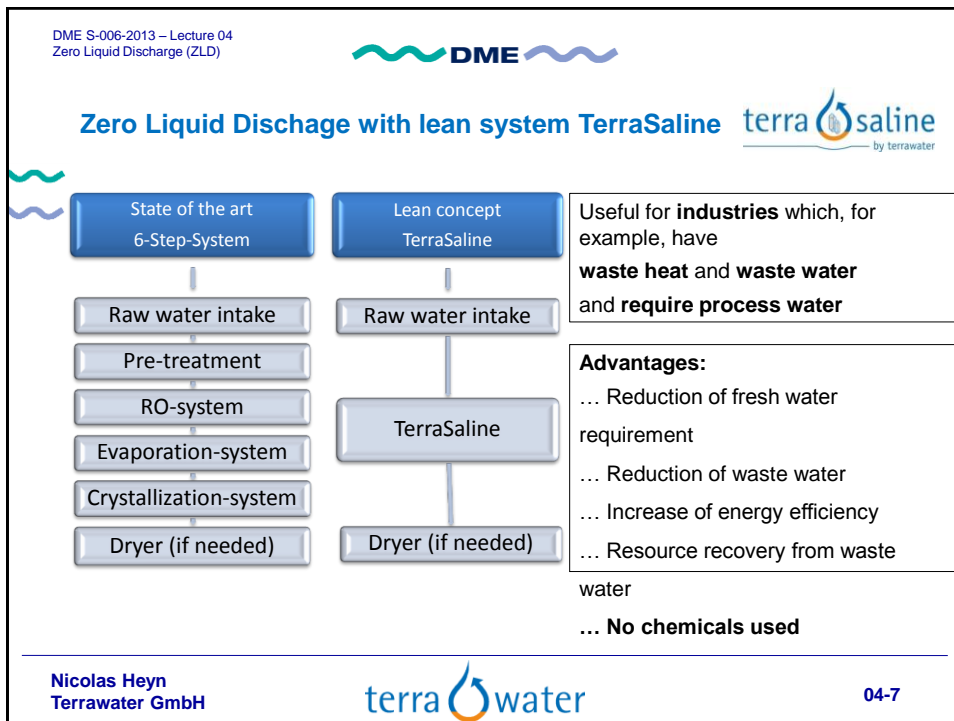 DME S-006-2013 – Lecture 04
Zero Liquid Discharge (ZLD)
DME
Zero Liquid Dischage with lean system TerraSaline
terra saline
by terrawater
State of the art
6-Step-System
Raw water intake
Pre-treatment
RO-system
Evaporation-system
Crystallization-system
Dryer (if needed)
Lean concept
TerraSaline
Raw water intake
TerraSaline
Dryer (if needed)
Useful for industries which, for
example, have
waste heat and waste water
and require process water
Advantages:
… Reduction of fresh water
requirement
… Reduction of waste water
… Increase of energy efficiency
… Resource recovery from waste
water
… No chemicals used
Nicolas Heyn
Terrawater GmbH
terra water
04-7